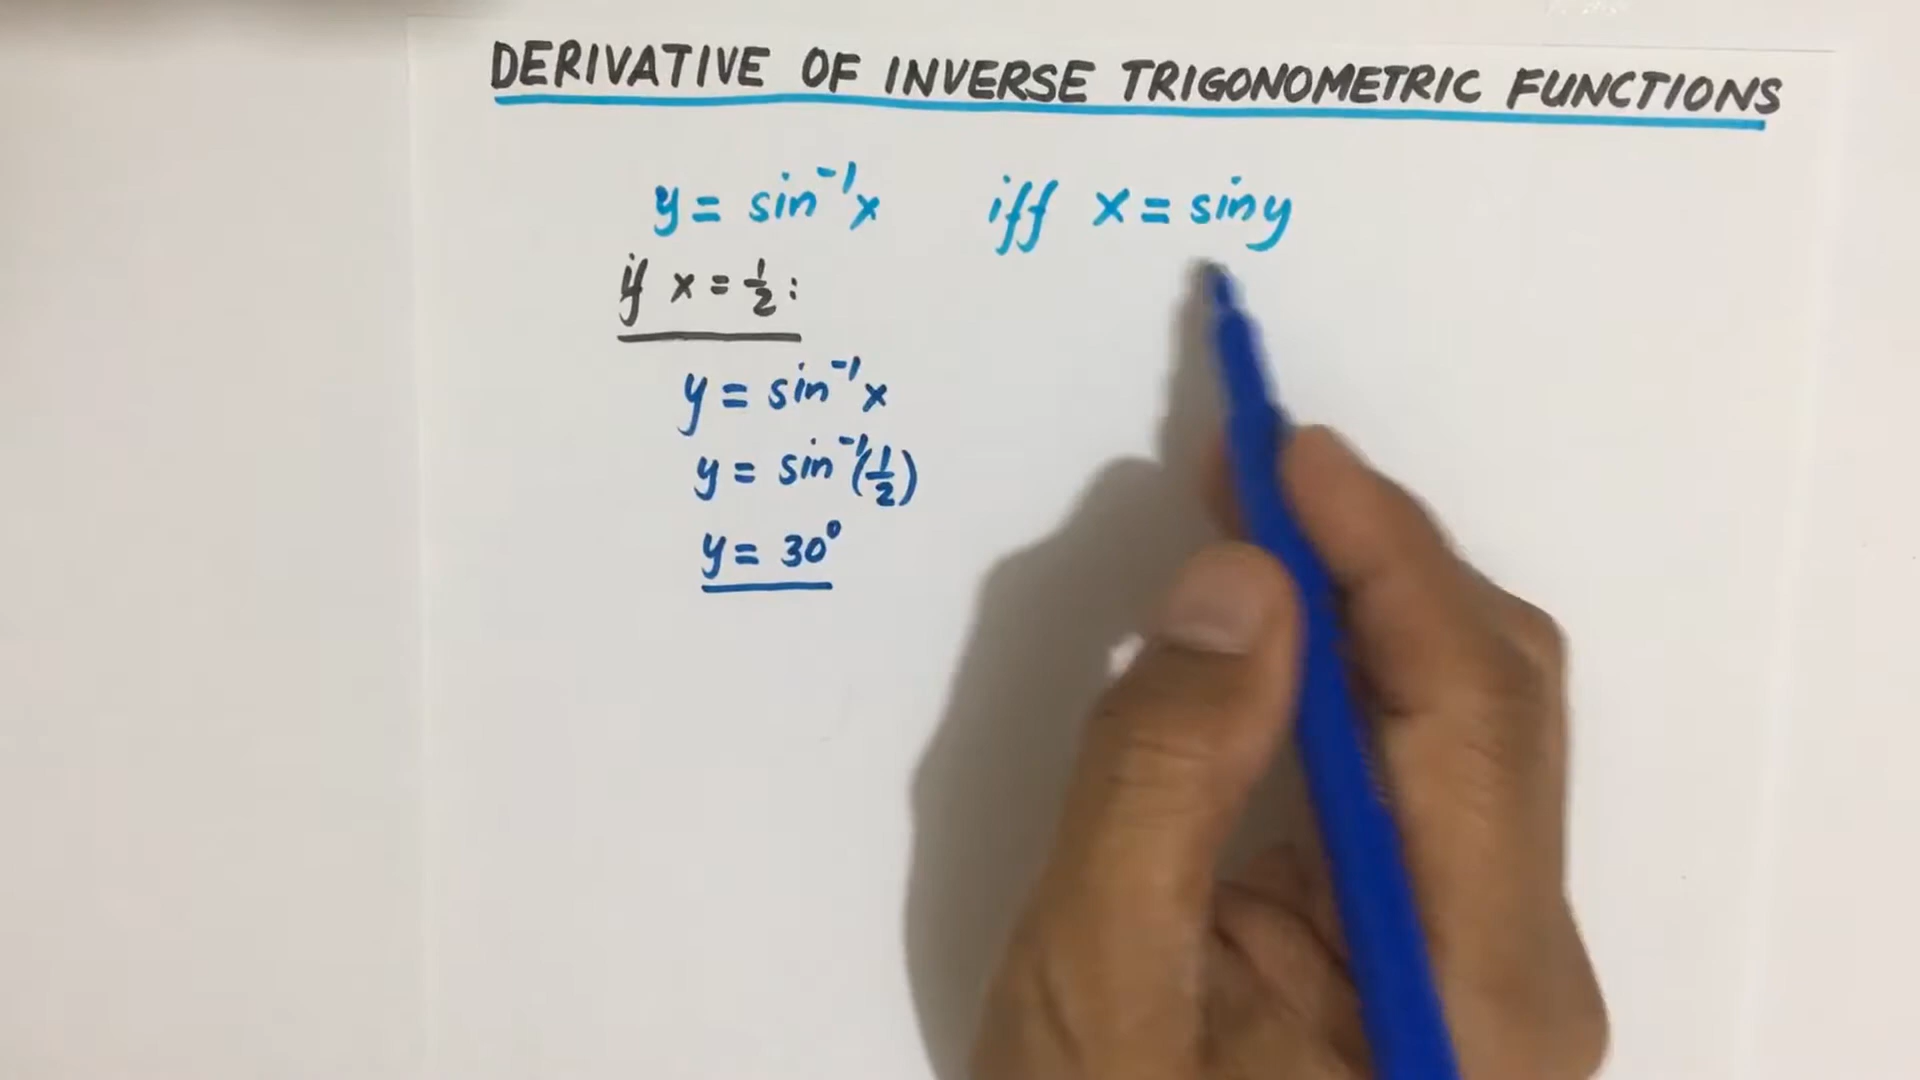 DERIVATIVE OF INVERSE TRIGONOMETRIC FUNCTIONS
y = sin⁻¹x iff x = siny
if x = ½ :
y = sin⁻¹x
y = sin⁻¹(½)
y = 30°